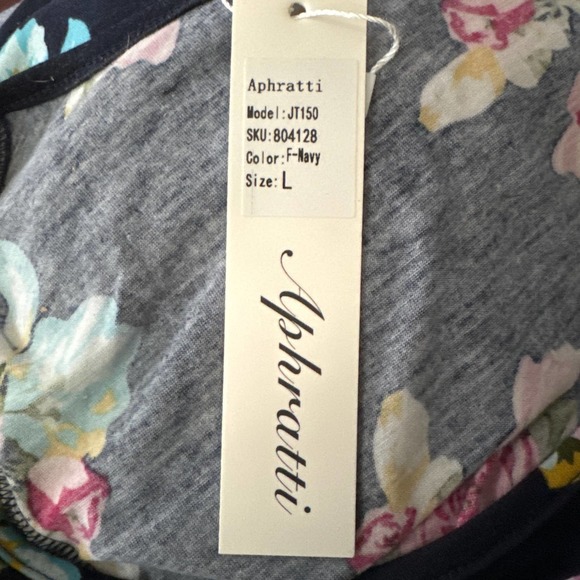 Aphratti
Model:JT150
SKU:804128
Color:F-Navy
Size:L
Aphratti